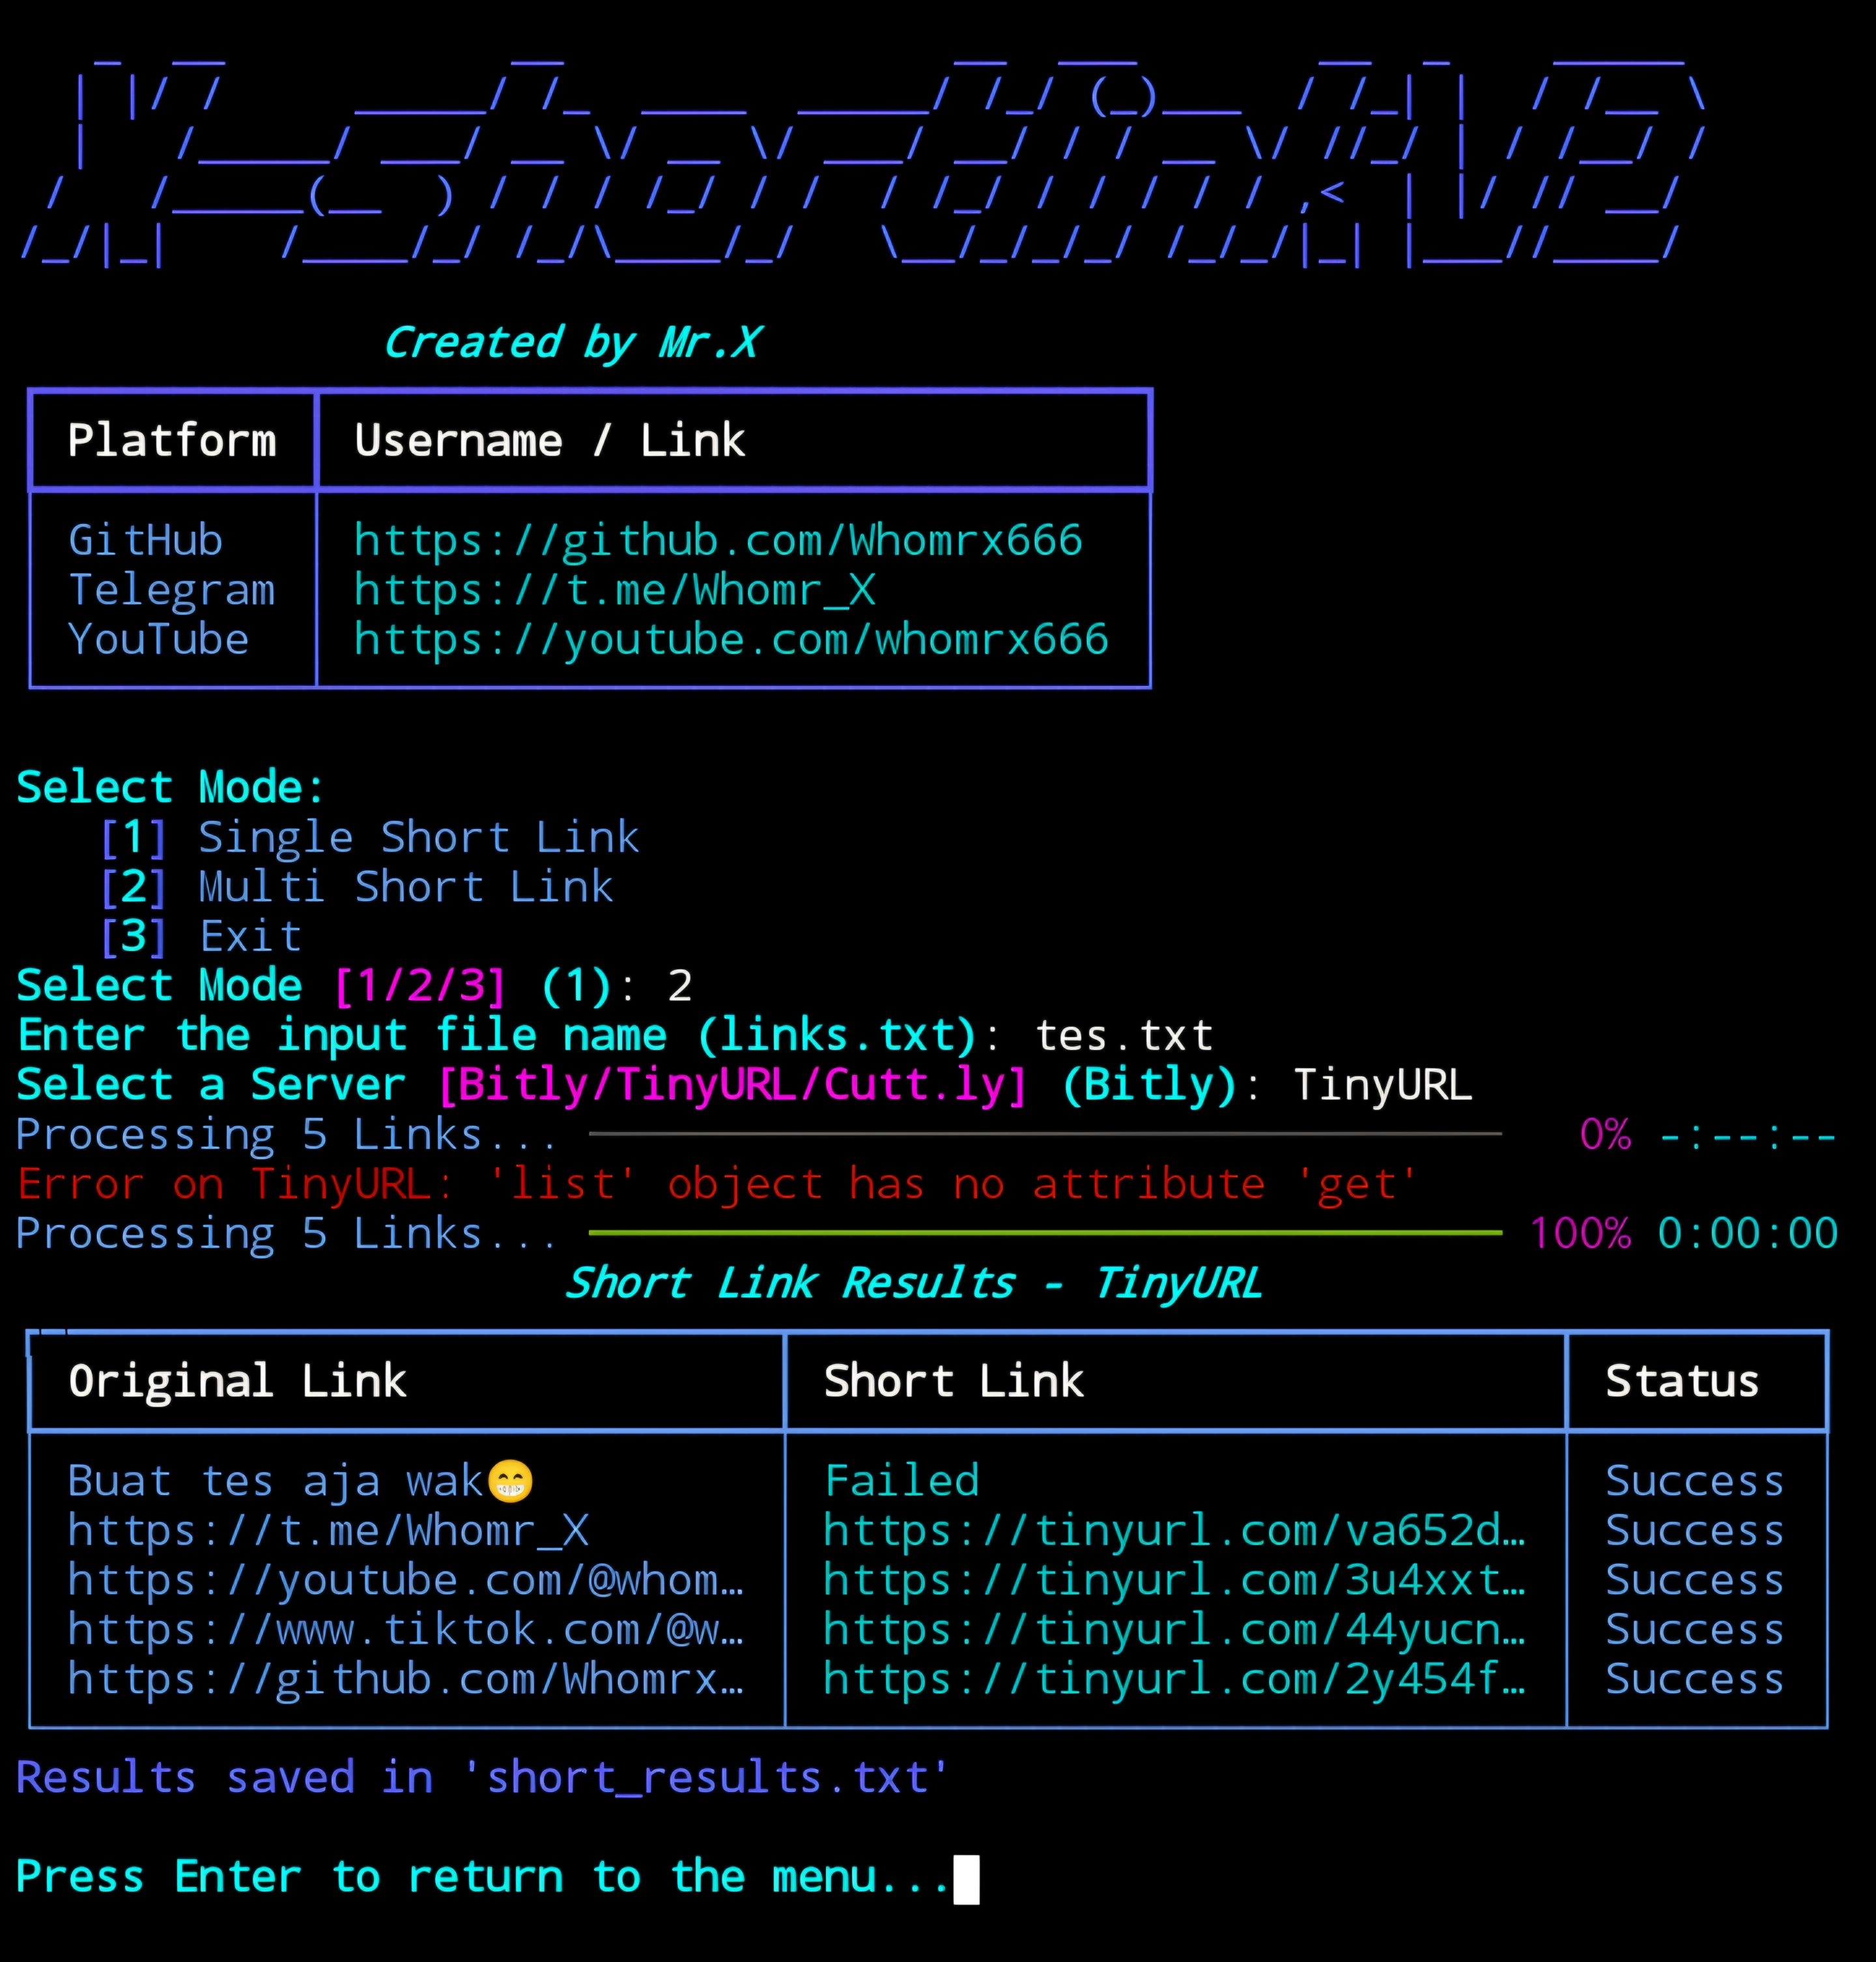 X-shortlinkV2
Created by Mr.X
Platform Username / Link
GitHub https://github.com/Whomrx666
Telegram https://t.me/Whomr_X
YouTube https://youtube.com/whomrx666
Select Mode:
[1] Single Short Link
[2] Multi Short Link
[3] Exit
Select Mode [1/2/3] (1): 2
Enter the input file name (links.txt): tes.txt
Select a Server [Bitly/TinyURL/Cutt.ly] (Bitly): TinyURL
Processing 5 Links... 0% -:--:--
Error on TinyURL: 'list' object has no attribute 'get'
Processing 5 Links... 100% 0:00:00
Short Link Results - TinyURL
Original Link Short Link Status
Buat tes aja wak😁 Failed Success
https://t.me/Whomr_X https://tinyurl.com/va652d… Success
https://youtube.com/@whom… https://tinyurl.com/3u4xxt… Success
https://www.tiktok.com/@w… https://tinyurl.com/44yucn… Success
https://github.com/Whomrx… https://tinyurl.com/2y454f… Success
Results saved in 'short_results.txt'
Press Enter to return to the menu...